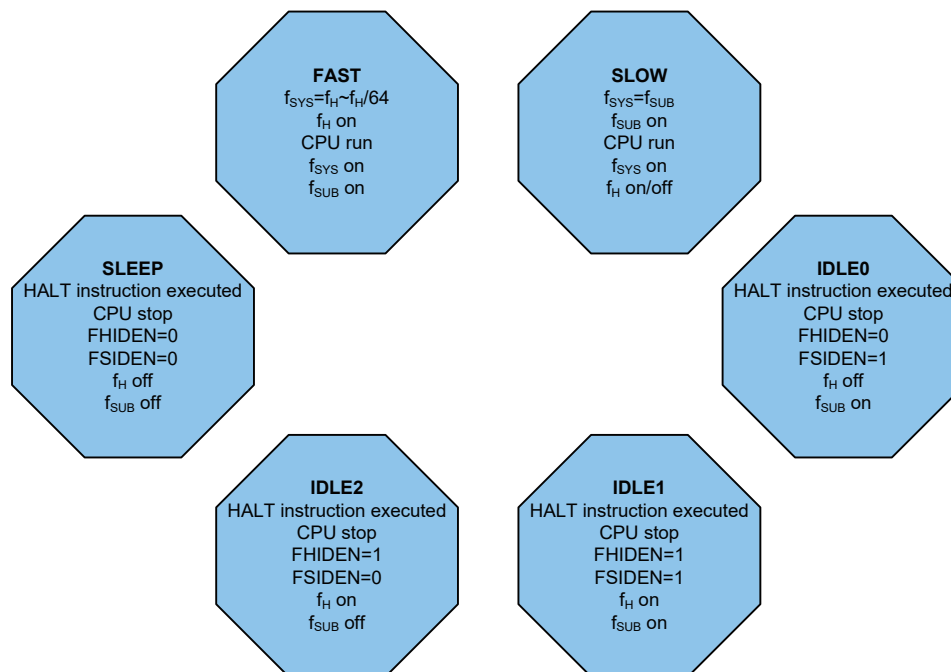 FAST
fSYS=fH~fH/64
fH on
CPU run
fSYS on
fSUB on
SLOW
fSYS=fSUB
fSUB on
CPU run
fSYS on
fH on/off
SLEEP
HALT instruction executed
CPU stop
FHIDEN=0
FSIDEN=0
fH off
fSUB off
IDLE0
HALT instruction executed
CPU stop
FHIDEN=0
FSIDEN=1
fH off
fSUB on
IDLE2
HALT instruction executed
CPU stop
FHIDEN=1
FSIDEN=0
fH on
fSUB off
IDLE1
HALT instruction executed
CPU stop
FHIDEN=1
FSIDEN=1
fH on
fSUB on